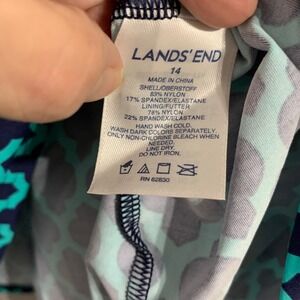 LANDS' END
14
MADE IN CHINA
SHELL/OBERSTOFF
83% NYLON
17% SPANDEX/ELASTANE
LINING/FUTTER
78% NYLON
22% SPANDEX/ELASTANE
HAND WASH COLD.
WASH DARK COLORS SEPARATELY.
ONLY NON-CHLORINE BLEACH WHEN
NEEDED.
LINE DRY.
DO NOT IRON.
RN 62830